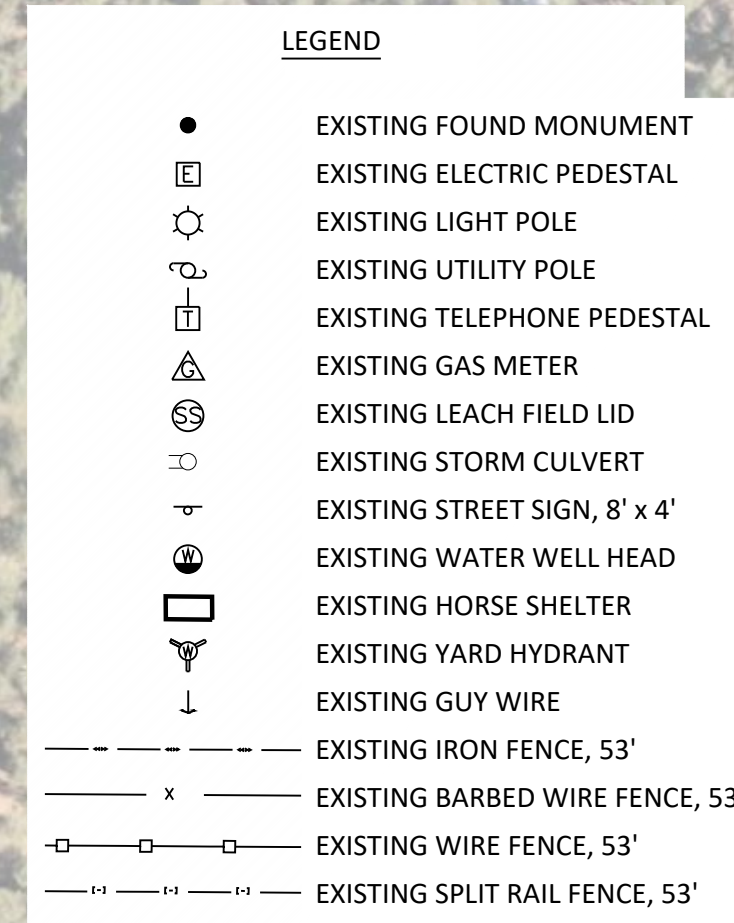 LEGEND
EXISTING FOUND MONUMENT
E EXISTING ELECTRIC PEDESTAL
EXISTING LIGHT POLE
EXISTING UTILITY POLE
T EXISTING TELEPHONE PEDESTAL
G EXISTING GAS METER
SS EXISTING LEACH FIELD LID
EXISTING STORM CULVERT
EXISTING STREET SIGN, 8' x 4'
W EXISTING WATER WELL HEAD
EXISTING HORSE SHELTER
W EXISTING YARD HYDRANT
EXISTING GUY WIRE
EXISTING IRON FENCE, 53'
X EXISTING BARBED WIRE FENCE, 53
EXISTING WIRE FENCE, 53'
EXISTING SPLIT RAIL FENCE, 53'